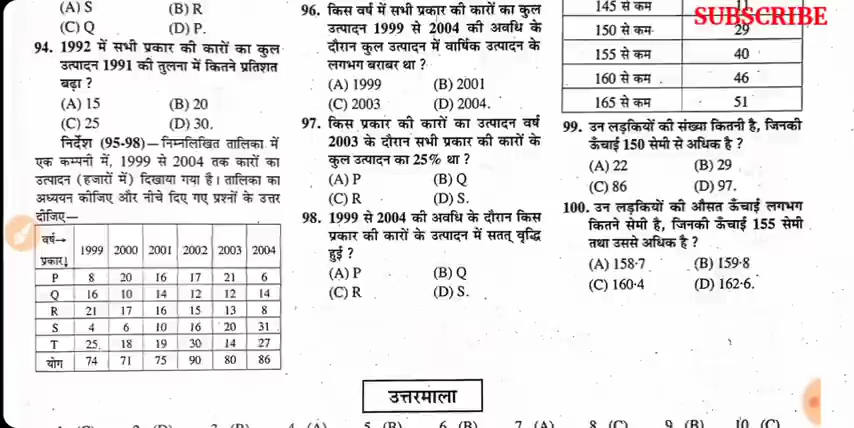 (A) S (B) R
(C) Q (D) P.
94. 1992 में सभी प्रकार की कारों का कुल
उत्पादन 1991 की तुलना में कितने प्रतिशत
बढ़ा ?
(A) 15 (B) 20
(C) 25 (D) 30.
निर्देश (95-98)—निम्नलिखित तालिका में
एक कम्पनी में, 1999 से 2004 तक कारों का
उत्पादन (हजारों में) दिखाया गया है। तालिका का
अध्ययन कीजिए और नीचे दिए गए प्रश्नों के उत्तर
दीजिए—
वर्ष→ 1999 2000 2001 2002 2003 2004
प्रकार↓
P 8 20 16 17 21 6
Q 16 10 14 12 12 14
R 21 17 16 15 13 8
S 4 6 10 16 20 31
T 25 18 19 30 14 27
योग 74 71 75 90 80 86
96. किस वर्ष में सभी प्रकार की कारों का कुल
उत्पादन 1999 से 2004 की अवधि के
दौरान कुल उत्पादन में वार्षिक उत्पादन के
लगभग बराबर था ?
(A) 1999 (B) 2001
(C) 2003 (D) 2004.
97. किस प्रकार की कारों का उत्पादन वर्ष
2003 के दौरान सभी प्रकार की कारों के
कुल उत्पादन का 25% था ?
(A) P (B) Q
(C) R (D) S.
98. 1999 से 2004 की अवधि के दौरान किस
प्रकार की कारों के उत्पादन में सतत् वृद्धि
हुई ?
(A) P (B) Q
(C) R (D) S.
145 से कम 11
SUBSCRIBE
150 से कम 29
155 से कम 40
160 से कम 46
165 से कम 51
99. उन लड़कियों की संख्या कितनी है, जिनकी
ऊँचाई 150 सेमी से अधिक है ?
(A) 22 (B) 29
(C) 86 (D) 97.
100. उन लड़कियों की औसत ऊँचाई लगभग
कितने सेमी है, जिनकी ऊँचाई 155 सेमी
तथा उससे अधिक है ?
(A) 158·7 (B) 159·8
(C) 160·4 (D) 162·6.
उत्तरमाला
4. (A) 5. (B) 6. (B) 7. (A) 8. (C) 9. (B) 10. (C)